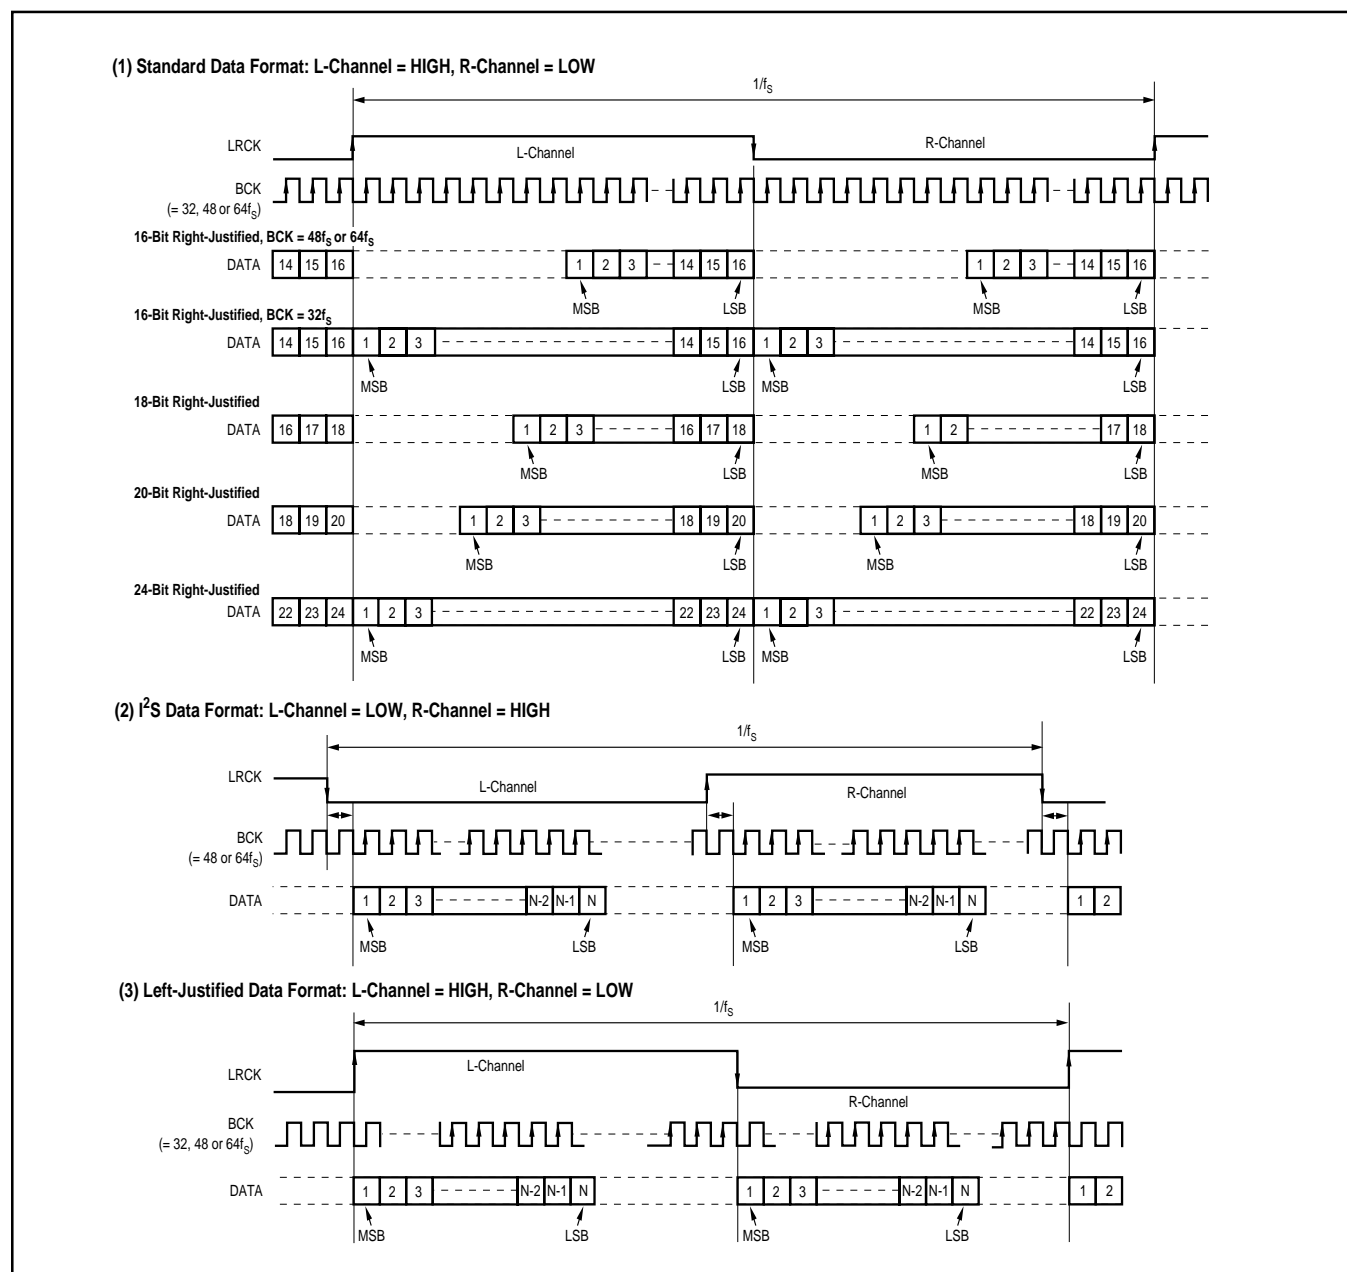 (1) Standard Data Format: L-Channel = HIGH, R-Channel = LOW
1/fS
LRCK
L-Channel
R-Channel
BCK
(= 32, 48 or 64fS)
16-Bit Right-Justified, BCK = 48fS or 64fS
DATA 14 15 16 1 2 3 14 15 16 1 2 3 14 15 16
MSB LSB MSB LSB
16-Bit Right-Justified, BCK = 32fS
DATA 14 15 16 1 2 3 14 15 16 1 2 3 14 15 16
MSB LSB MSB LSB
18-Bit Right-Justified
DATA 16 17 18 1 2 3 16 17 18 1 2 17 18
MSB LSB MSB LSB
20-Bit Right-Justified
DATA 18 19 20 1 2 3 18 19 20 1 2 3 18 19 20
MSB LSB MSB LSB
24-Bit Right-Justified
DATA 22 23 24 1 2 3 22 23 24 1 2 3 22 23 24
MSB LSB MSB LSB
(2) I²S Data Format: L-Channel = LOW, R-Channel = HIGH
1/fS
LRCK
L-Channel
R-Channel
BCK
(= 48 or 64fS)
DATA 1 2 3 N-2 N-1 N 1 2 3 N-2 N-1 N 1 2
MSB LSB MSB LSB
(3) Left-Justified Data Format: L-Channel = HIGH, R-Channel = LOW
1/fS
LRCK
L-Channel
R-Channel
BCK
(= 32, 48 or 64fS)
DATA 1 2 3 N-2 N-1 N 1 2 3 N-2 N-1 N 1 2
MSB LSB MSB LSB